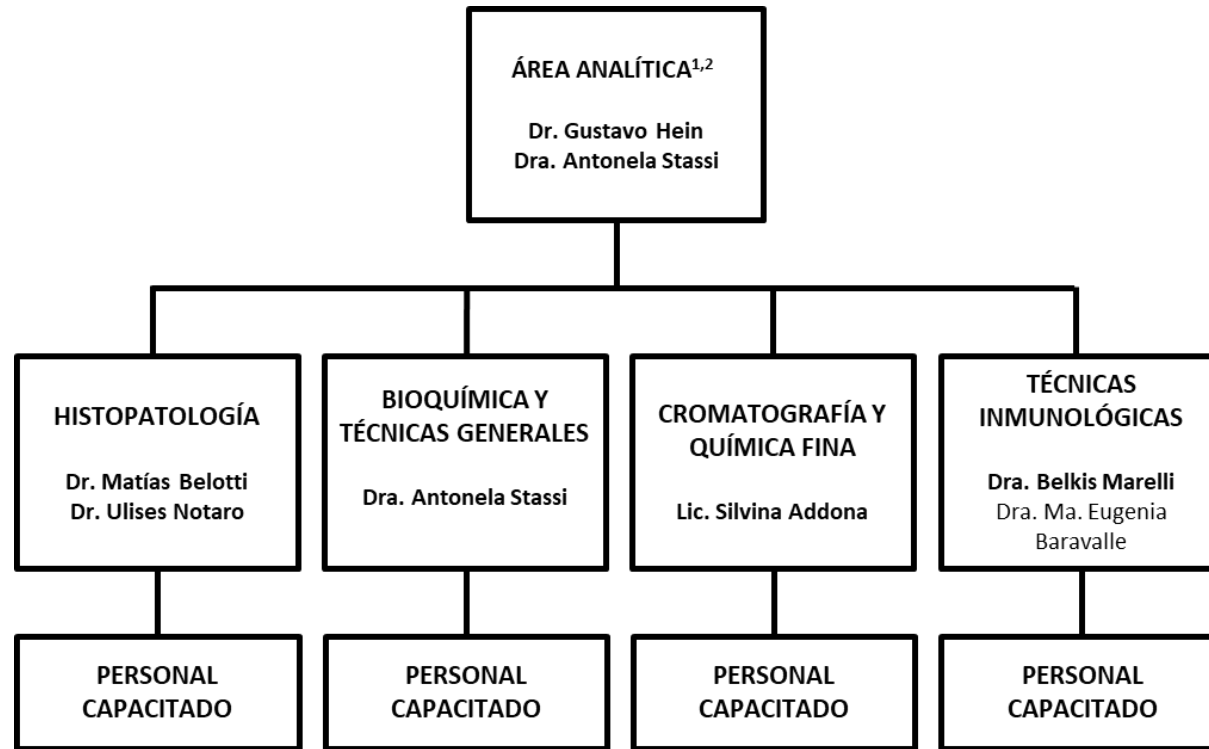 ÁREA ANALÍTICA¹,²
Dr. Gustavo Hein
Dra. Antonela Stassi
HISTOPATOLOGÍA
Dr. Matías Belotti
Dr. Ulises Notaro
BIOQUÍMICA Y
TÉCNICAS GENERALES
Dra. Antonela Stassi
CROMATOGRAFÍA Y
QUÍMICA FINA
Lic. Silvina Addona
TÉCNICAS
INMUNOLÓGICAS
Dra. Belkis Marelli
Dra. Ma. Eugenia
Baravalle
PERSONAL
CAPACITADO
PERSONAL
CAPACITADO
PERSONAL
CAPACITADO
PERSONAL
CAPACITADO